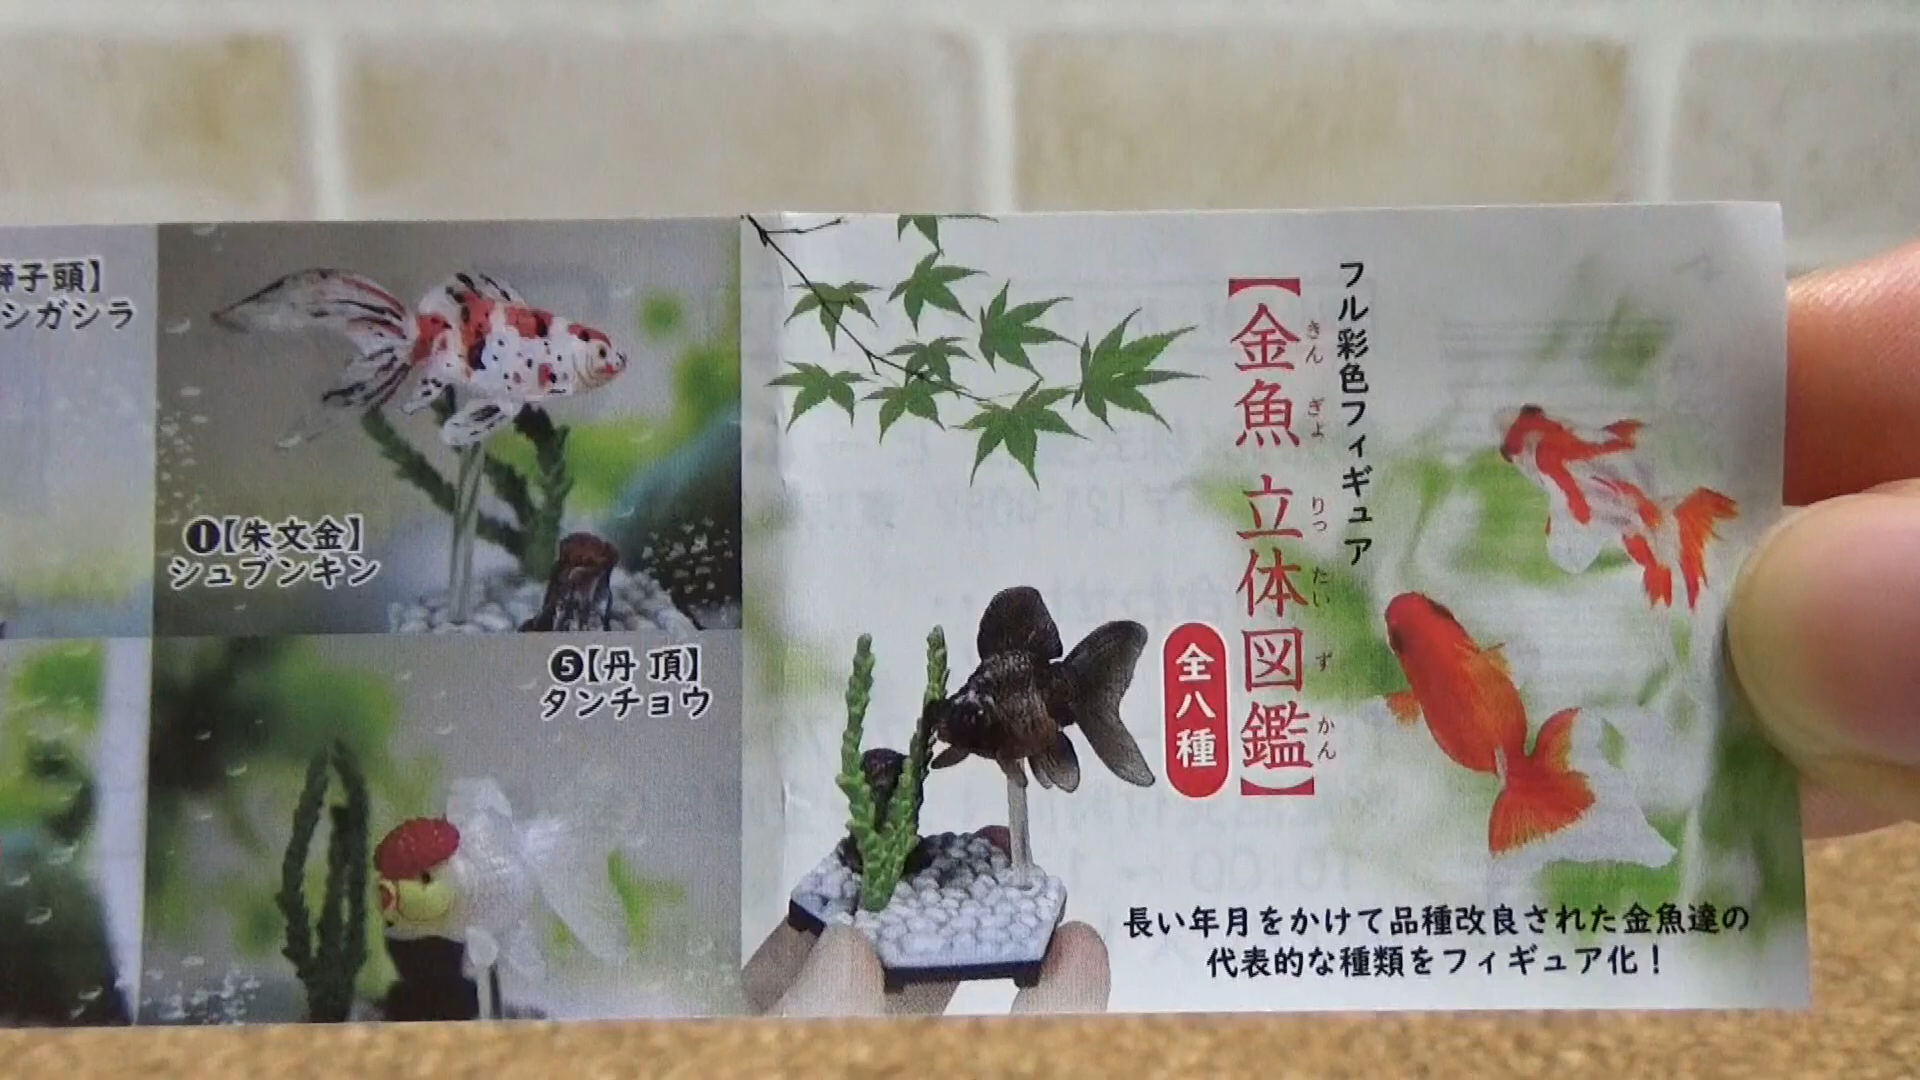 獅子頭】
シガシラ
❶【朱文金】
シュブンキン
❺【丹 頂】
タンチョウ
フル彩色フィギュア
【金魚 立体図鑑】
きん ぎょ りっ たい ず かん
全八種
長い年月をかけて品種改良された金魚達の
代表的な種類をフィギュア化！